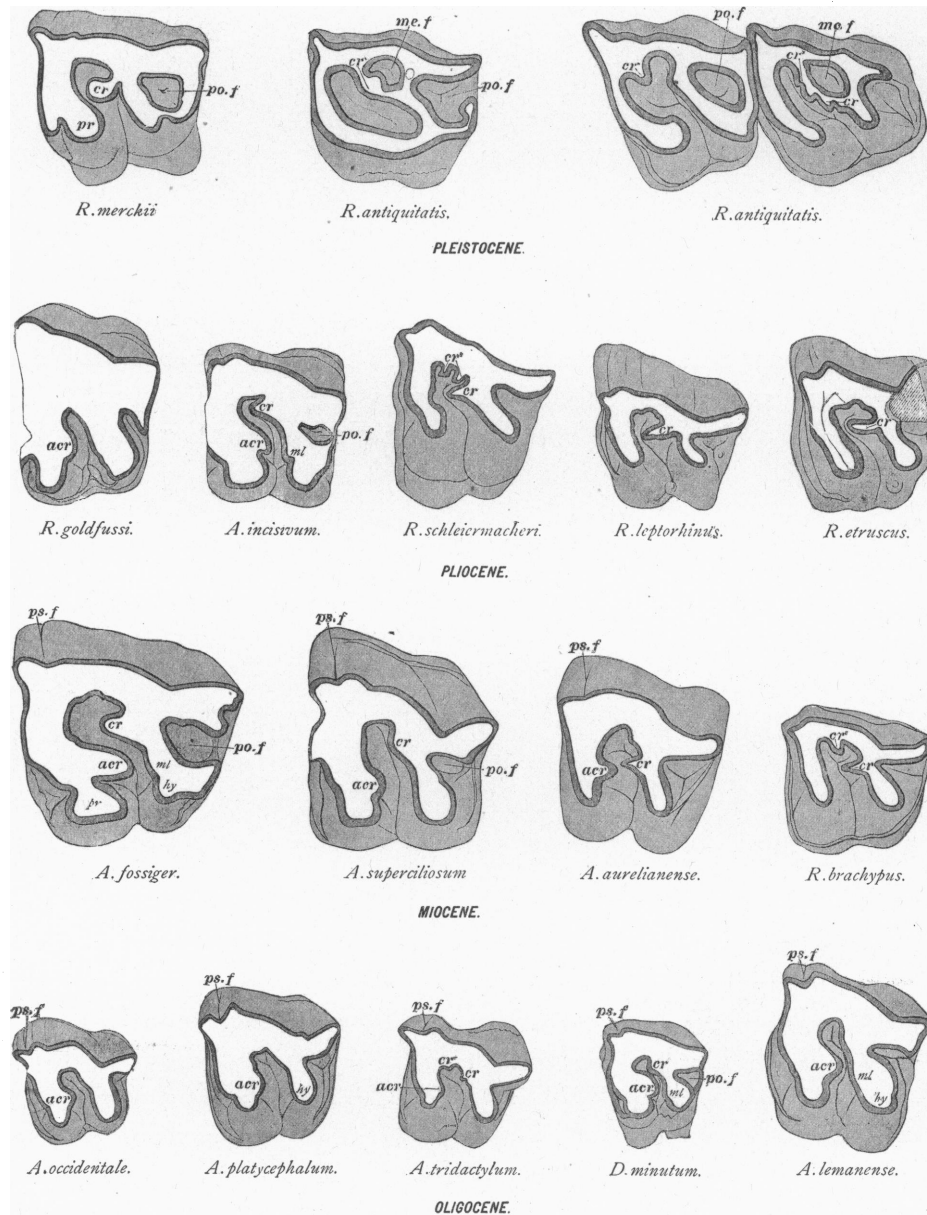 me.f
cr'
po.f
po.f
me.f
cr'
cr
po.f
cr'
cr
pr
R. merckii
R. antiquitatis.
R. antiquitatis.
PLEISTOCENE.
cr'
cr
acr
cr
acr
ml
po.f
cr
cr
R. goldfussi.
A. incisivum.
R. schleiermacheri.
R. leptorhinus.
R. etruscus.
PLIOCENE.
ps.f
ps.f
ps.f
cr'
cr
cr
cr
cr
po.f
acr
ml
po.f
acr
acr
hy
pr
A. fossiger.
A. superciliosum
A. aurelianense.
R. brachypus.
MIOCENE.
ps.f
ps.f
ps.f
ps.f
ps.f
cr'
cr
cr
acr
acr
hy
acr
acr
ml
po.f
acr
ml
hy
A. occidentale.
A. platycephalum.
A. tridactylum.
D. minutum.
A. lemanense.
OLIGOCENE.